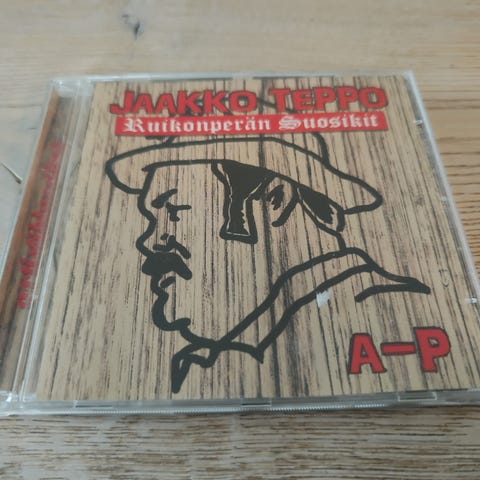 JAAKKO TEPPO
Ruikonperän Suosikit
A-P